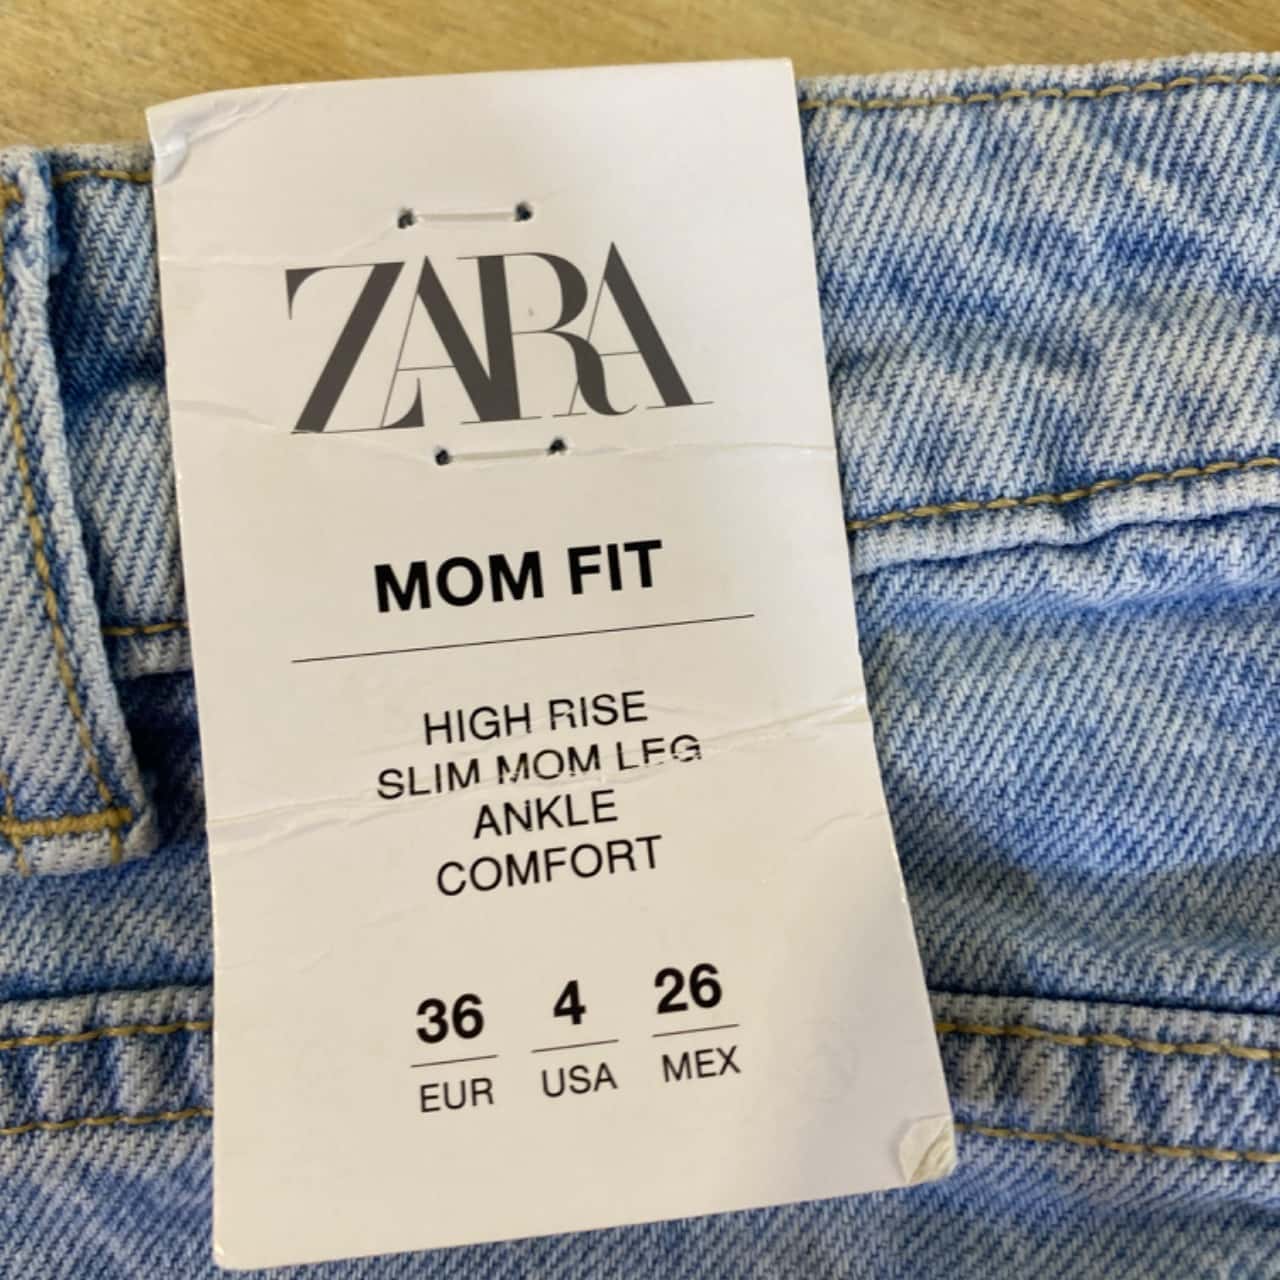 ZARA
MOM FIT
HIGH RISE
SLIM MOM LEG
ANKLE
COMFORT
36 4 26
EUR USA MEX